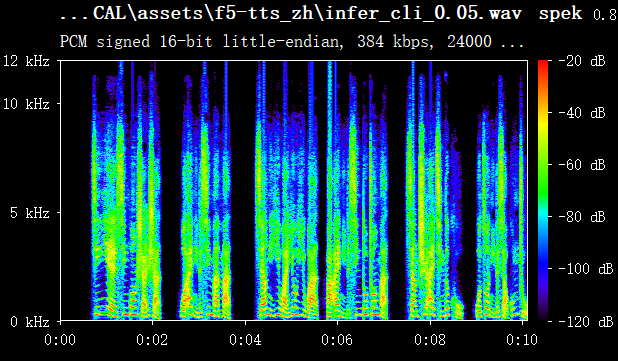 ...CAL\assets\f5-tts_zh\infer_cli_0.05.wav spek 0.8
PCM signed 16-bit little-endian, 384 kbps, 24000 ...
12 kHz
10 kHz
5 kHz
0 kHz
0:00 0:02 0:04 0:06 0:08 0:10
-20 dB
-40 dB
-60 dB
-80 dB
-100 dB
-120 dB